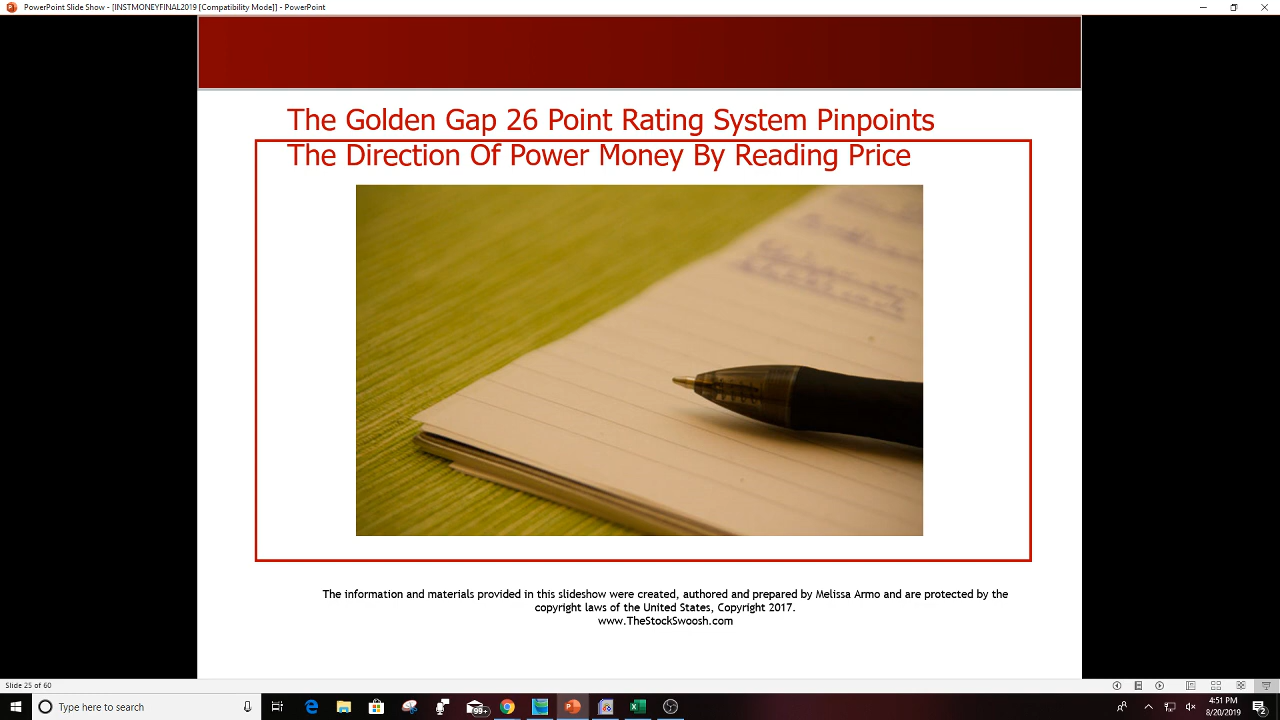 PowerPoint Slide Show - [INSTMONEYFINAL2019 [Compatibility Mode]] - PowerPoint
The Golden Gap 26 Point Rating System Pinpoints
The Direction Of Power Money By Reading Price
The information and materials provided in this slideshow were created, authored and prepared by Melissa Armo and are protected by the
copyright laws of the United States, Copyright 2017.
www.TheStockSwoosh.com
Slide 25 of 60
Type here to search
99+
4:51 PM
8/20/2019
2